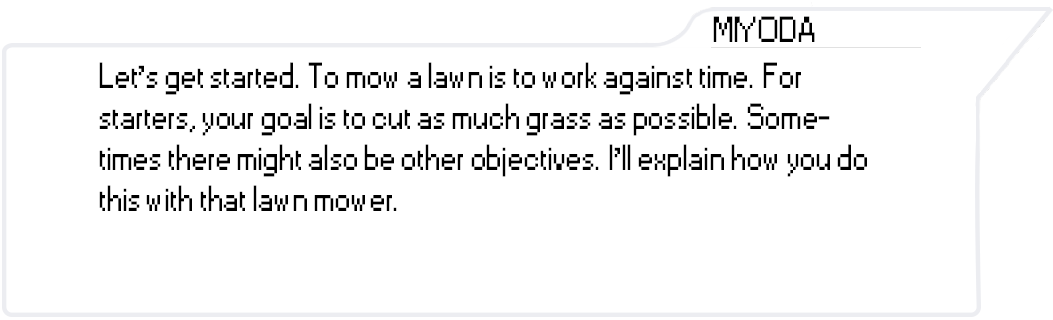 MIYODA
Let's get started. To mow a lawn is to work against time. For
starters, your goal is to cut as much grass as possible. Some-
times there might also be other objectives. I'll explain how you do
this with that lawn mower.